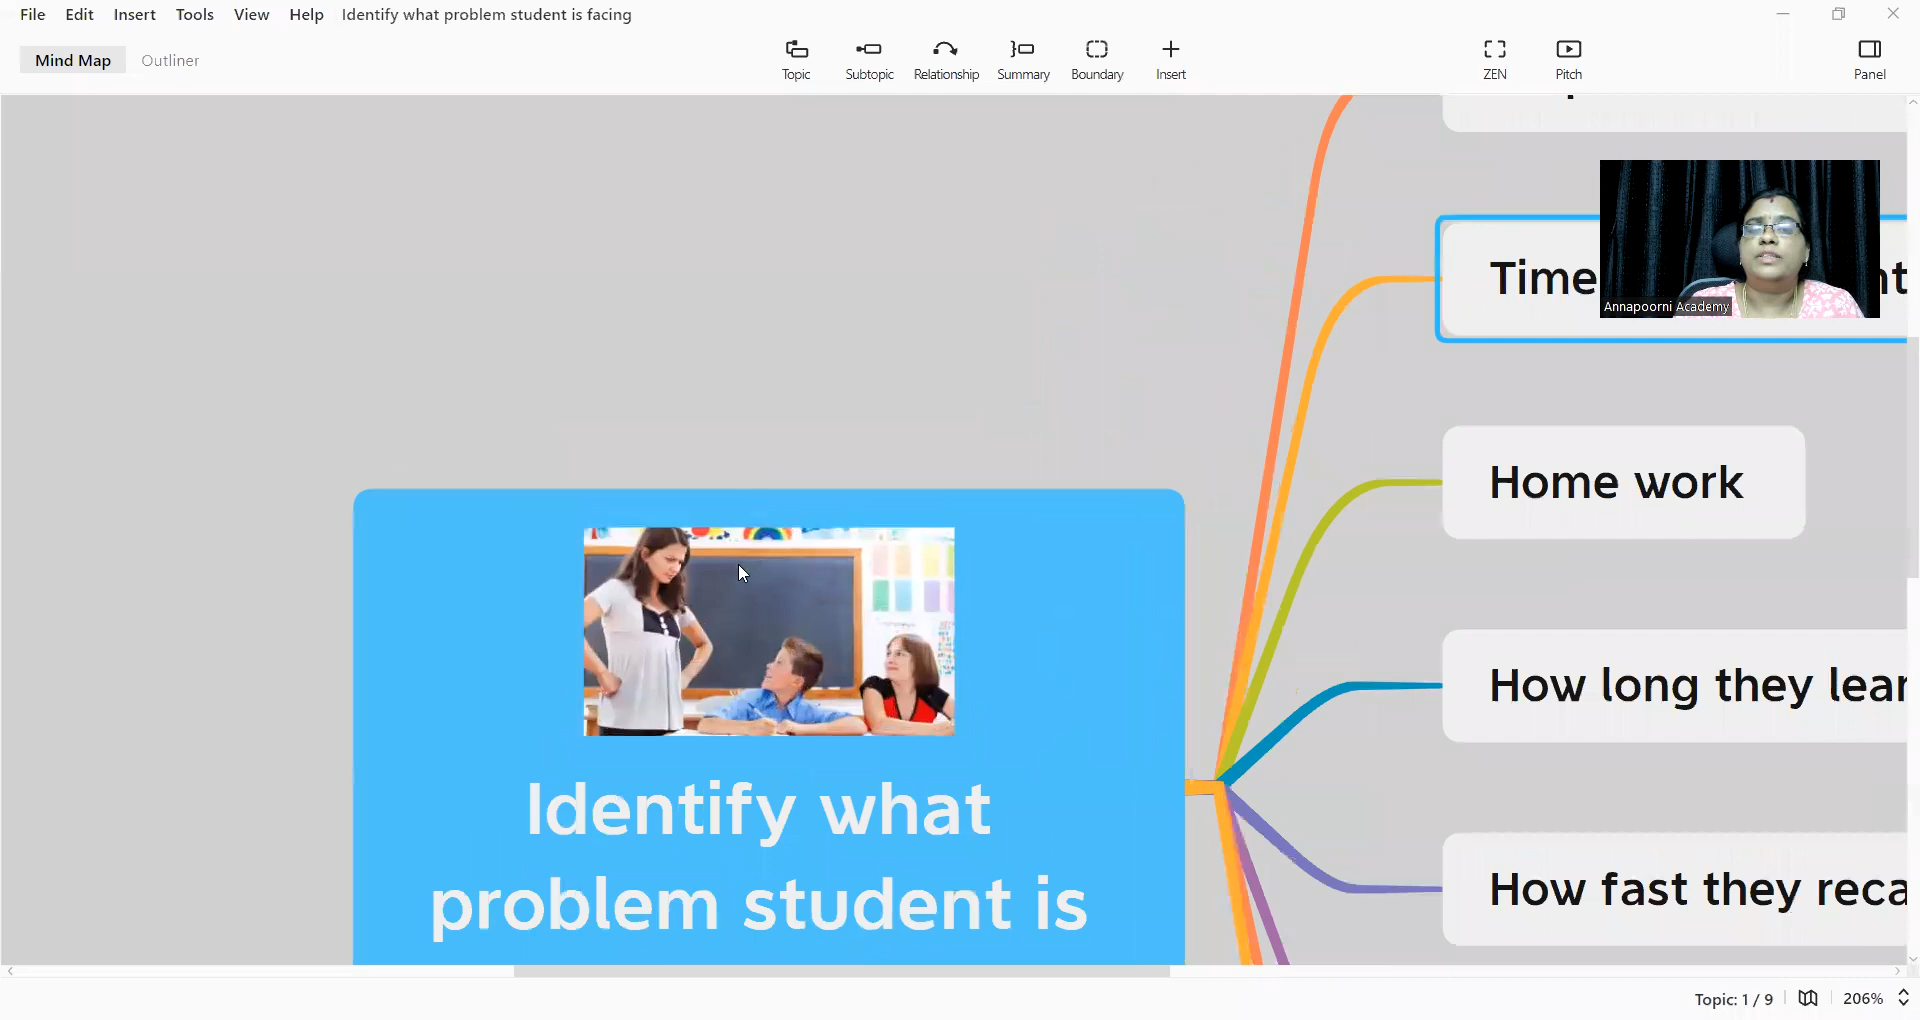 File Edit Insert Tools View Help Identify what problem student is facing
Mind Map Outliner
Topic Subtopic Relationship Summary Boundary Insert ZEN Pitch Panel
Time
Annapoorni Academy
Home work
How long they lear
How fast they reca
Identify what
problem student is
Topic: 1 / 9 206%